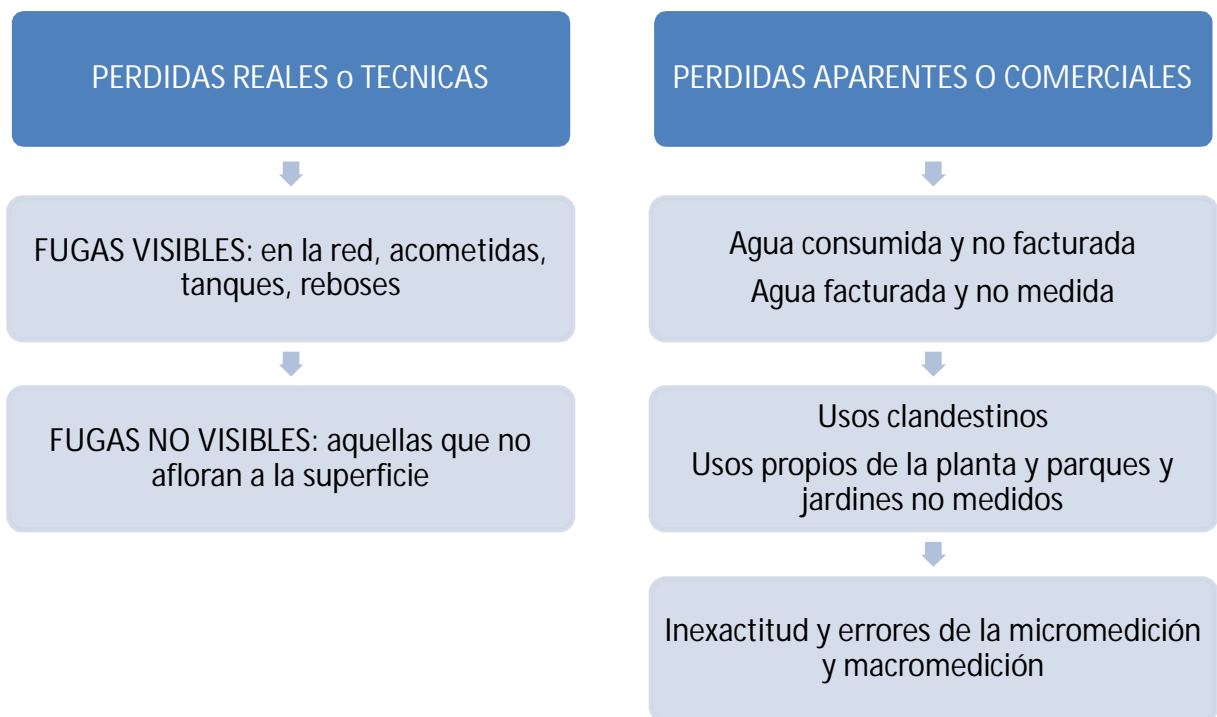 PERDIDAS REALES o TECNICAS
FUGAS VISIBLES: en la red, acometidas,
tanques, reboses
FUGAS NO VISIBLES: aquellas que no
afloran a la superficie
PERDIDAS APARENTES O COMERCIALES
Agua consumida y no facturada
Agua facturada y no medida
Usos clandestinos
Usos propios de la planta y parques y
jardines no medidos
Inexactitud y errores de la micromedición
y macromedición